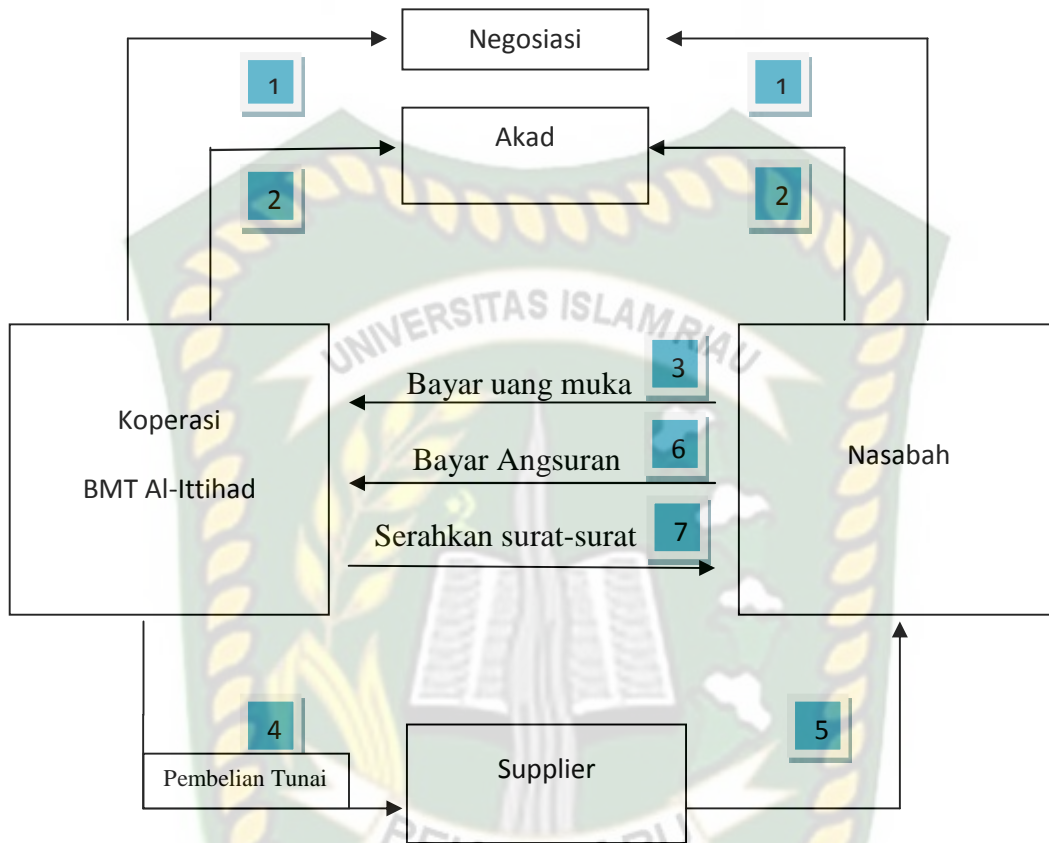 Negosiasi
1
1
Akad
2
2
UNIVERSITAS ISLAM RIAU
3
Bayar uang muka
Koperasi
BMT Al-Ittihad
6
Bayar Angsuran
Nasabah
Serahkan surat-surat
7
4
5
Pembelian Tunai
Supplier